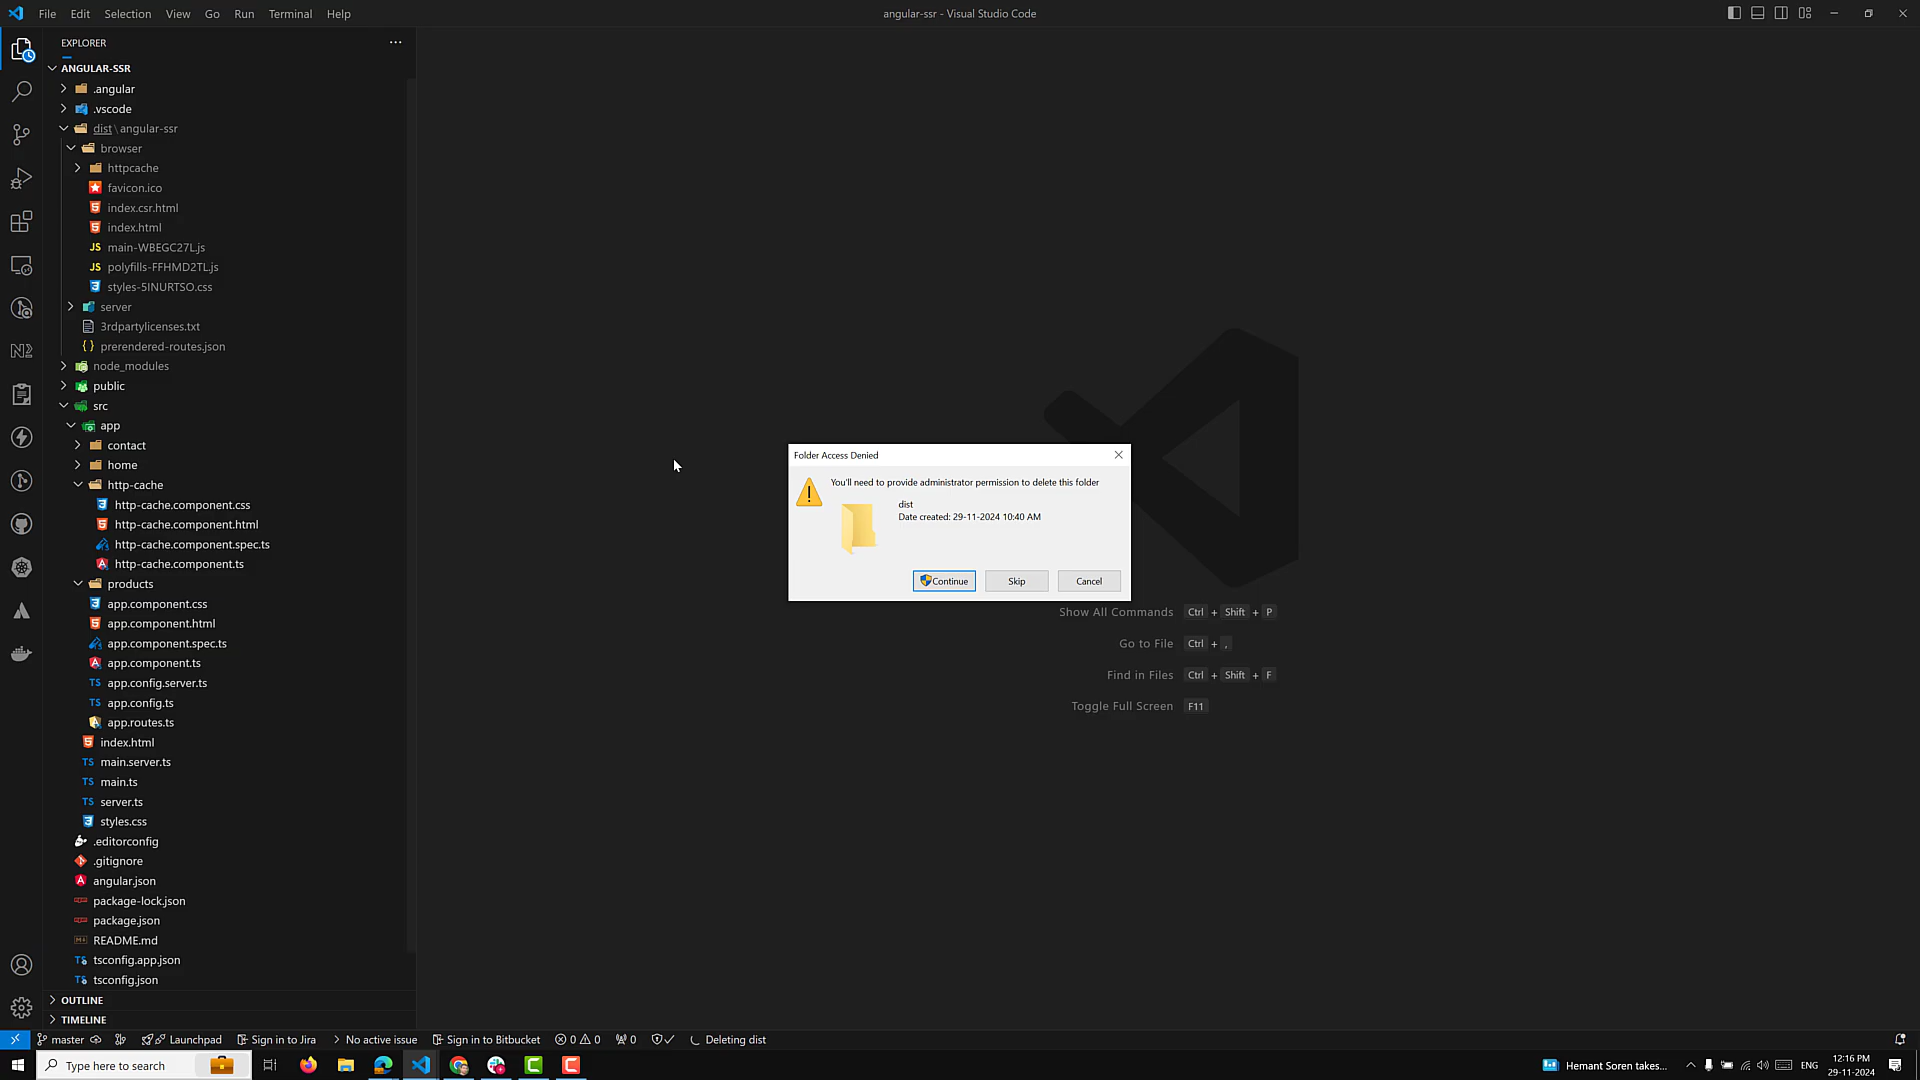 File Edit Selection View Go Run Terminal Help
angular-ssr - Visual Studio Code
EXPLORER
ANGULAR-SSR
.angular
.vscode
dist \ angular-ssr
browser
httpcache
favicon.ico
index.csr.html
index.html
JS main-WBEGC27L.js
JS polyfills-FFHMD2TL.js
styles-5INURTSO.css
server
3rdpartylicenses.txt
{ } prerendered-routes.json
node_modules
public
src
app
contact
home
http-cache
http-cache.component.css
http-cache.component.html
http-cache.component.spec.ts
http-cache.component.ts
products
app.component.css
app.component.html
app.component.spec.ts
app.component.ts
TS app.config.server.ts
TS app.config.ts
app.routes.ts
index.html
TS main.server.ts
TS main.ts
TS server.ts
styles.css
.editorconfig
.gitignore
angular.json
package-lock.json
package.json
README.md
tsconfig.app.json
tsconfig.json
OUTLINE
TIMELINE
Folder Access Denied
You'll need to provide administrator permission to delete this folder
dist
Date created: 29-11-2024 10:40 AM
Continue Skip Cancel
Show All Commands Ctrl + Shift + P
Go to File Ctrl + ,
Find in Files Ctrl + Shift + F
Toggle Full Screen F11
master Launchpad Sign in to Jira No active issue Sign in to Bitbucket 0 0 0 Deleting dist
Type here to search
Hemant Soren takes...
ENG
12:16 PM
29-11-2024